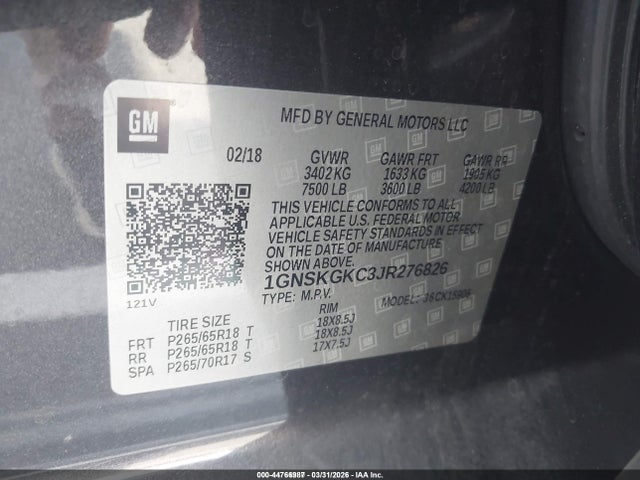 GM
MFD BY GENERAL MOTORS LLC
02/18 GVWR GAWR FRT GAWR RR
3402 KG 1633 KG 1905 KG
7500 LB 3600 LB 4200 LB
THIS VEHICLE CONFORMS TO ALL
APPLICABLE U.S. FEDERAL MOTOR
VEHICLE SAFETY STANDARDS IN EFFECT
ON THE DATE OF MANUFACTURE
SHOWN ABOVE.
1GNSKGKC3JR276826
121V
TYPE: M.P.V. MODEL:
TIRE SIZE RIM
FRT P265/65R18 T 18X8.5J
RR P265/65R18 T 18X8.5J
SPA P265/70R17 S 17X7.5J
000-44766987 - 03/31/2026 - IAA Inc.